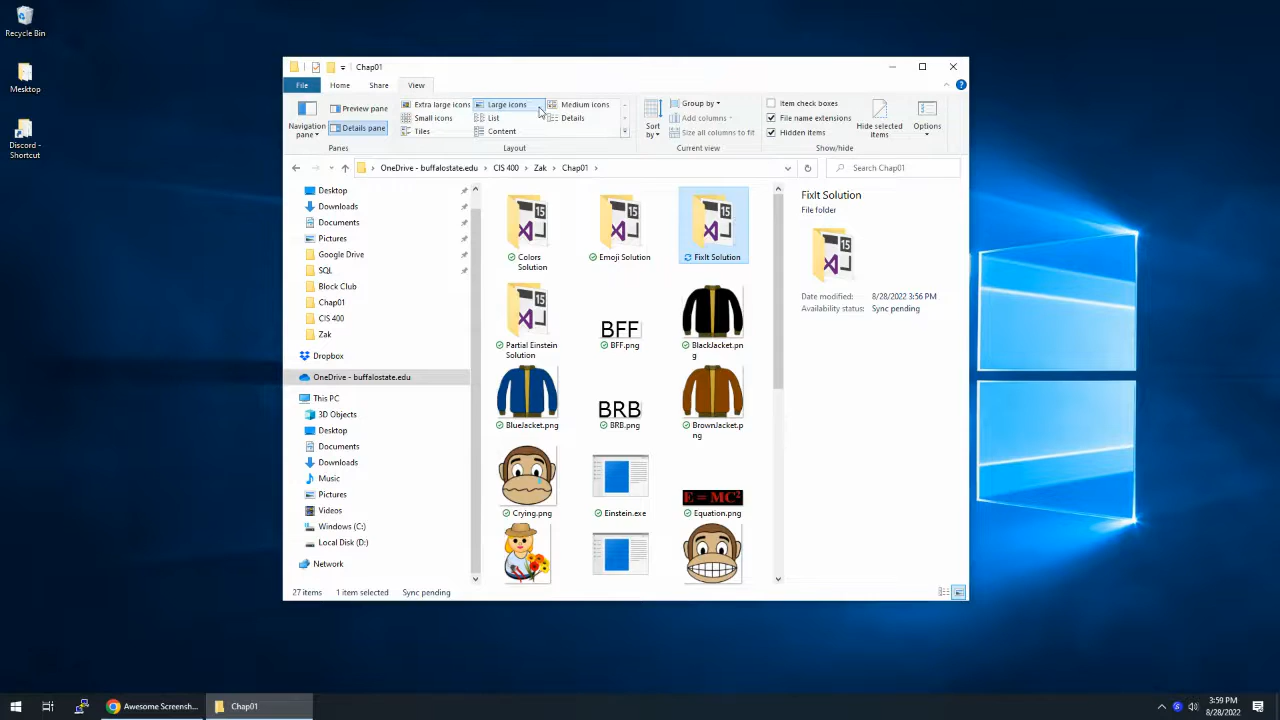 Recycle Bin
Mesktop
Discord -
Shortcut
Chap01
File
Home
Share
View
Navigation
pane
Preview pane
Details pane
Panes
Extra large icons
Large icons
Medium icons
Small icons
List
Details
Tiles
Content
Layout
Sort
by
Group by
Add columns
Size all columns to fit
Current view
Item check boxes
File name extensions
Hidden items
Hide selected
items
Show/hide
Options
OneDrive - buffalostate.edu
CIS 400
Zak
Chap01
Search Chap01
Desktop
Downloads
Documents
Pictures
Google Drive
SQL
Block Club
Chap01
CIS 400
Zak
Dropbox
OneDrive - buffalostate.edu
This PC
3D Objects
Desktop
Documents
Downloads
Music
Pictures
Videos
Windows (C:)
Local Disk (D:)
Network
15
Colors
Solution
15
Emoji Solution
15
FixIt Solution
15
Partial Einstein
Solution
BFF
BFF.png
BlackJacket.pn
g
BlueJacket.png
BRB
BRB.png
BrownJacket.p
ng
Crying.png
Einstein.exe
E = MC2
Equation.png
FixIt Solution
File folder
15
Date modified: 8/28/2022 3:56 PM
Availability status: Sync pending
27 items
1 item selected
Sync pending
Awesome Screensh...
Chap01
3:59 PM
8/28/2022